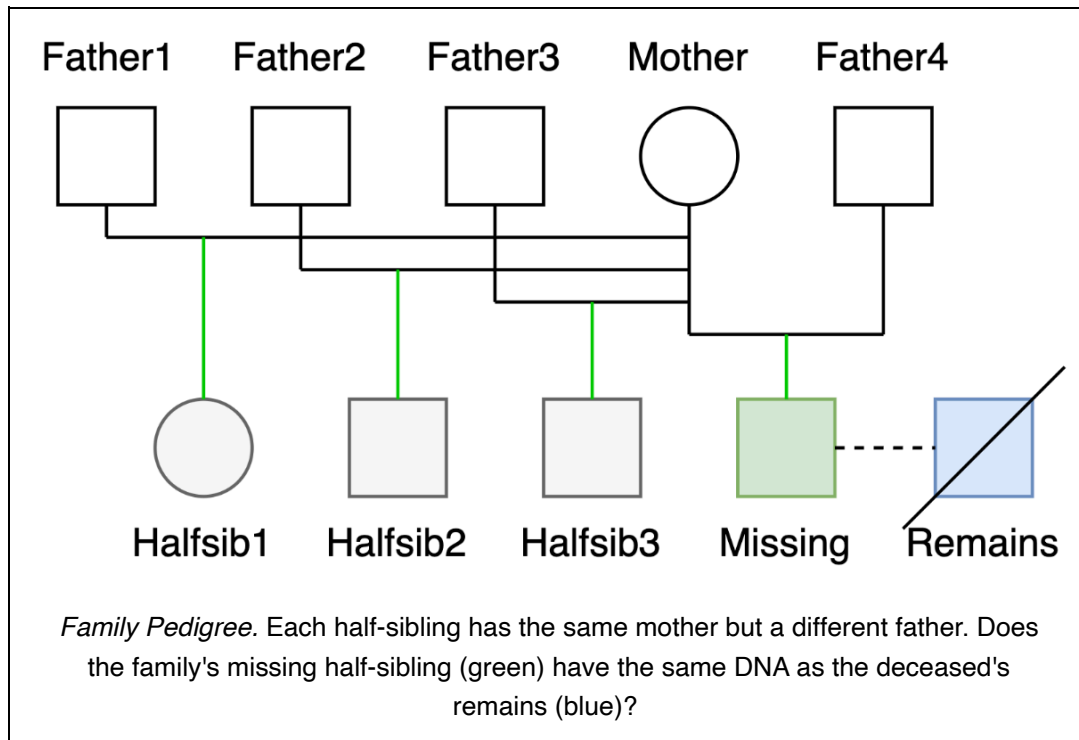 Father1 Father2 Father3 Mother Father4
Halfsib1 Halfsib2 Halfsib3 Missing Remains
Family Pedigree. Each half-sibling has the same mother but a different father. Does
the family's missing half-sibling (green) have the same DNA as the deceased's
remains (blue)?